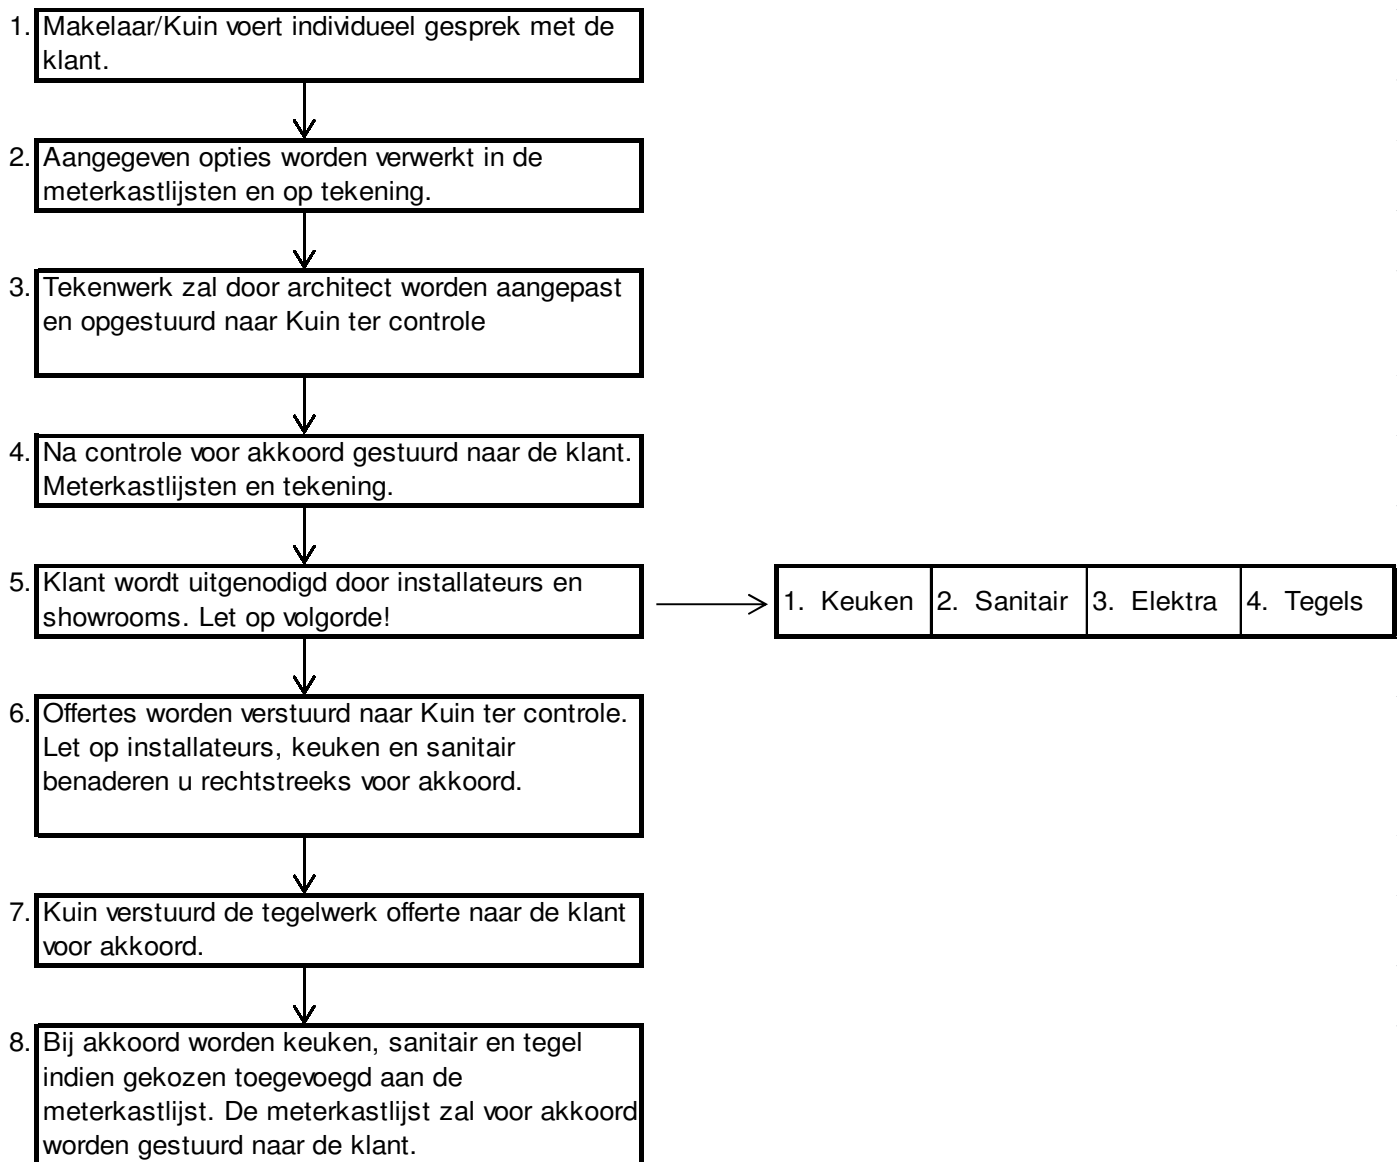 1. Makelaar/Kuin voert individueel gesprek met de
klant.
2. Aangegeven opties worden verwerkt in de
meterkastlijsten en op tekening.
3. Tekenwerk zal door architect worden aangepast
en opgestuurd naar Kuin ter controle
4. Na controle voor akkoord gestuurd naar de klant.
Meterkastlijsten en tekening.
5. Klant wordt uitgenodigd door installateurs en
showrooms. Let op volgorde!
1. Keuken 2. Sanitair 3. Elektra 4. Tegels
6. Offertes worden verstuurd naar Kuin ter controle.
Let op installateurs, keuken en sanitair
benaderen u rechtstreeks voor akkoord.
7. Kuin verstuurd de tegelwerk offerte naar de klant
voor akkoord.
8. Bij akkoord worden keuken, sanitair en tegel
indien gekozen toegevoegd aan de
meterkastlijst. De meterkastlijst zal voor akkoord
worden gestuurd naar de klant.